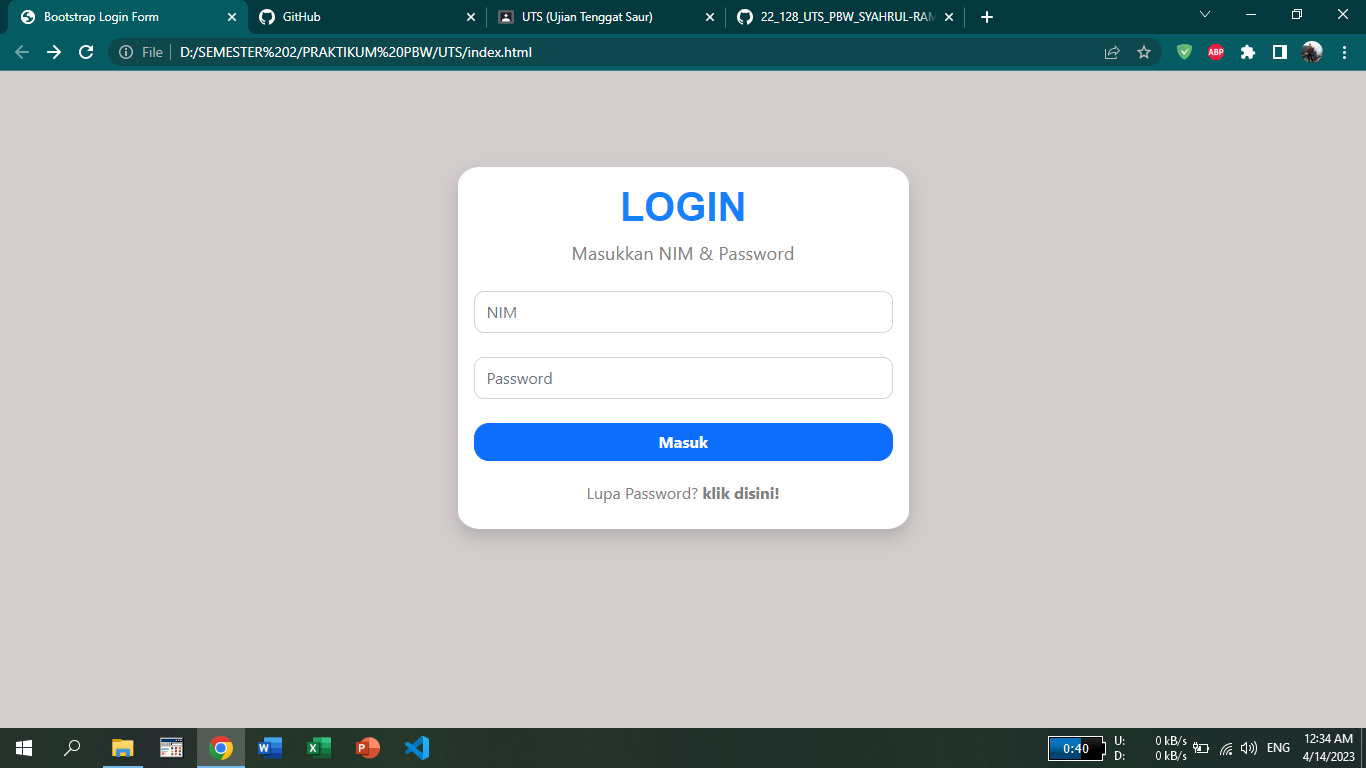 Bootstrap Login Form
GitHub
UTS (Ujian Tenggat Saur)
22_128_UTS_PBW_SYAHRUL-RAM
File
D:/SEMESTER%202/PRAKTIKUM%20PBW/UTS/index.html
ABP
LOGIN
Masukkan NIM & Password
NIM
Password
Masuk
Lupa Password? klik disini!
0:40
U: 0 kB/s
D: 0 kB/s
ENG
12:34 AM
4/14/2023